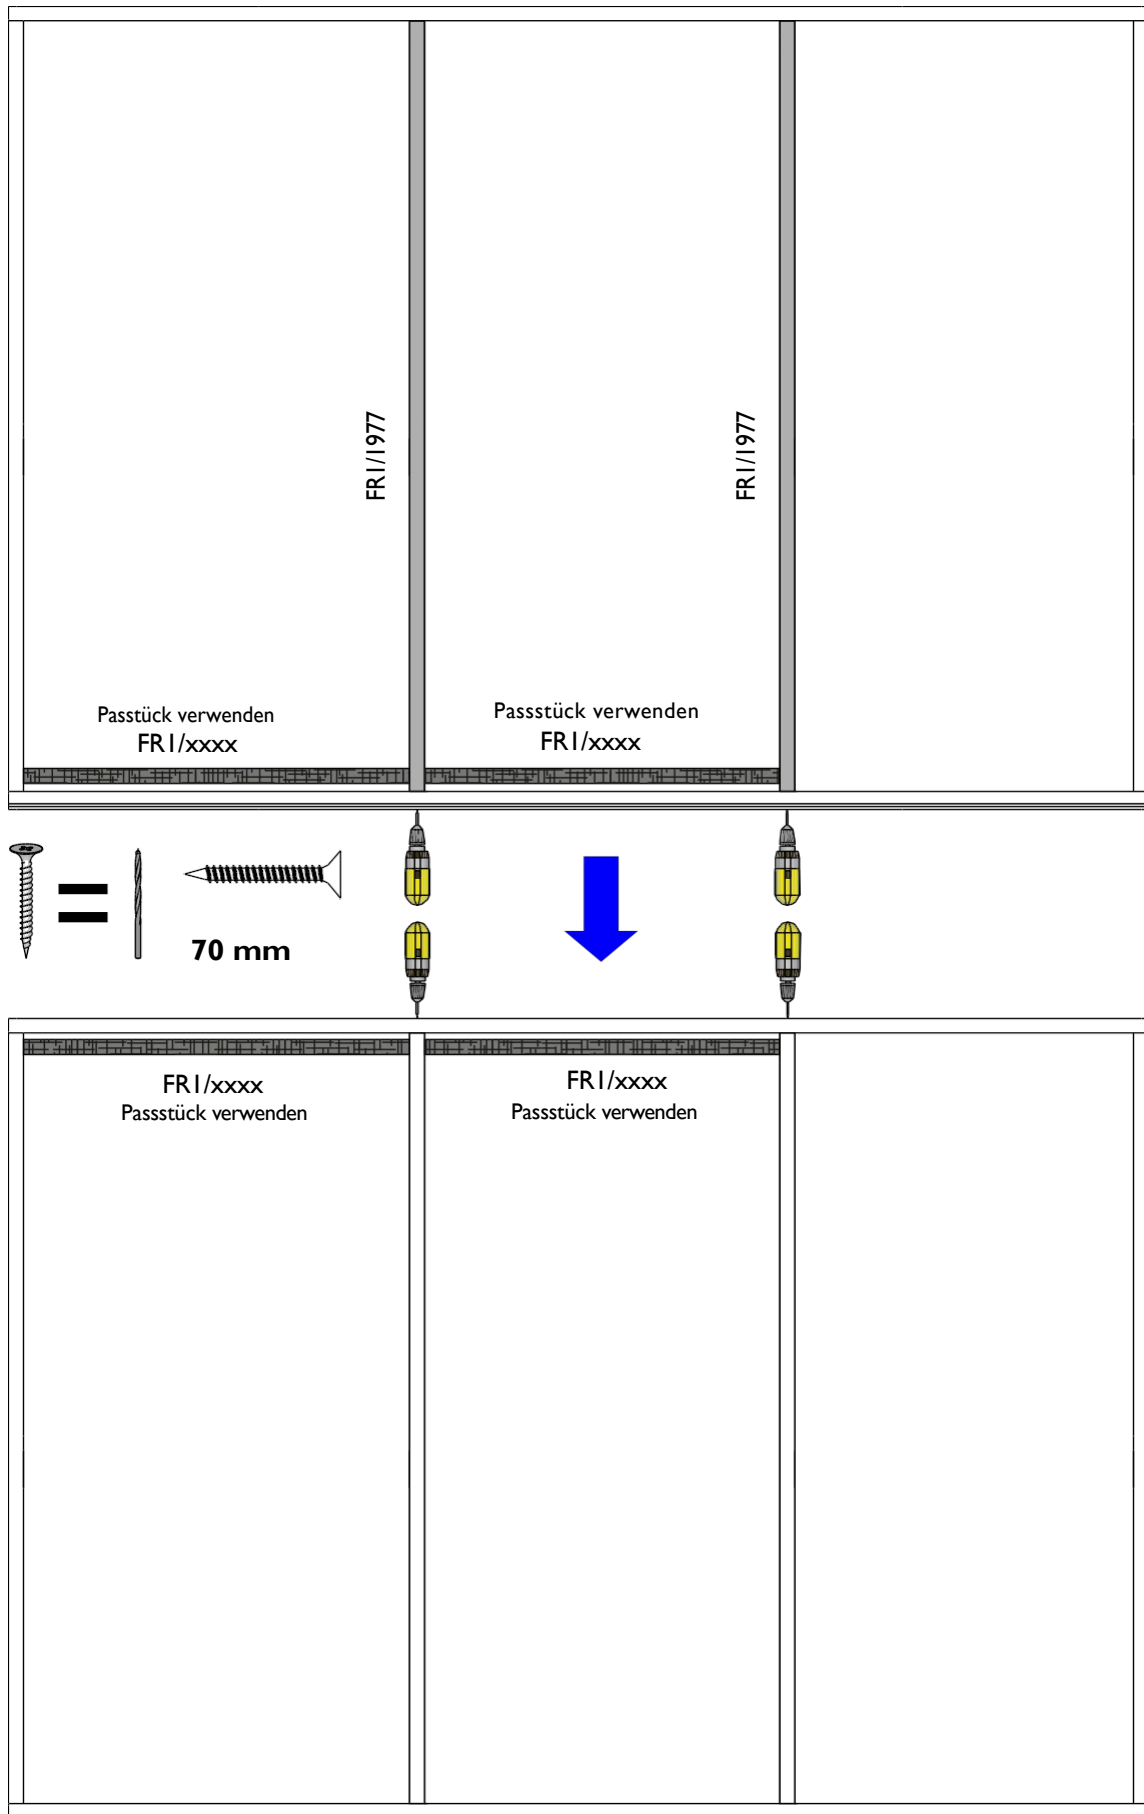 FR1/1977
FR1/1977
Passtück verwenden
FR1/xxxx
Passstück verwenden
FR1/xxxx
70 mm
FR1/xxxx
Passstück verwenden
FR1/xxxx
Passstück verwenden